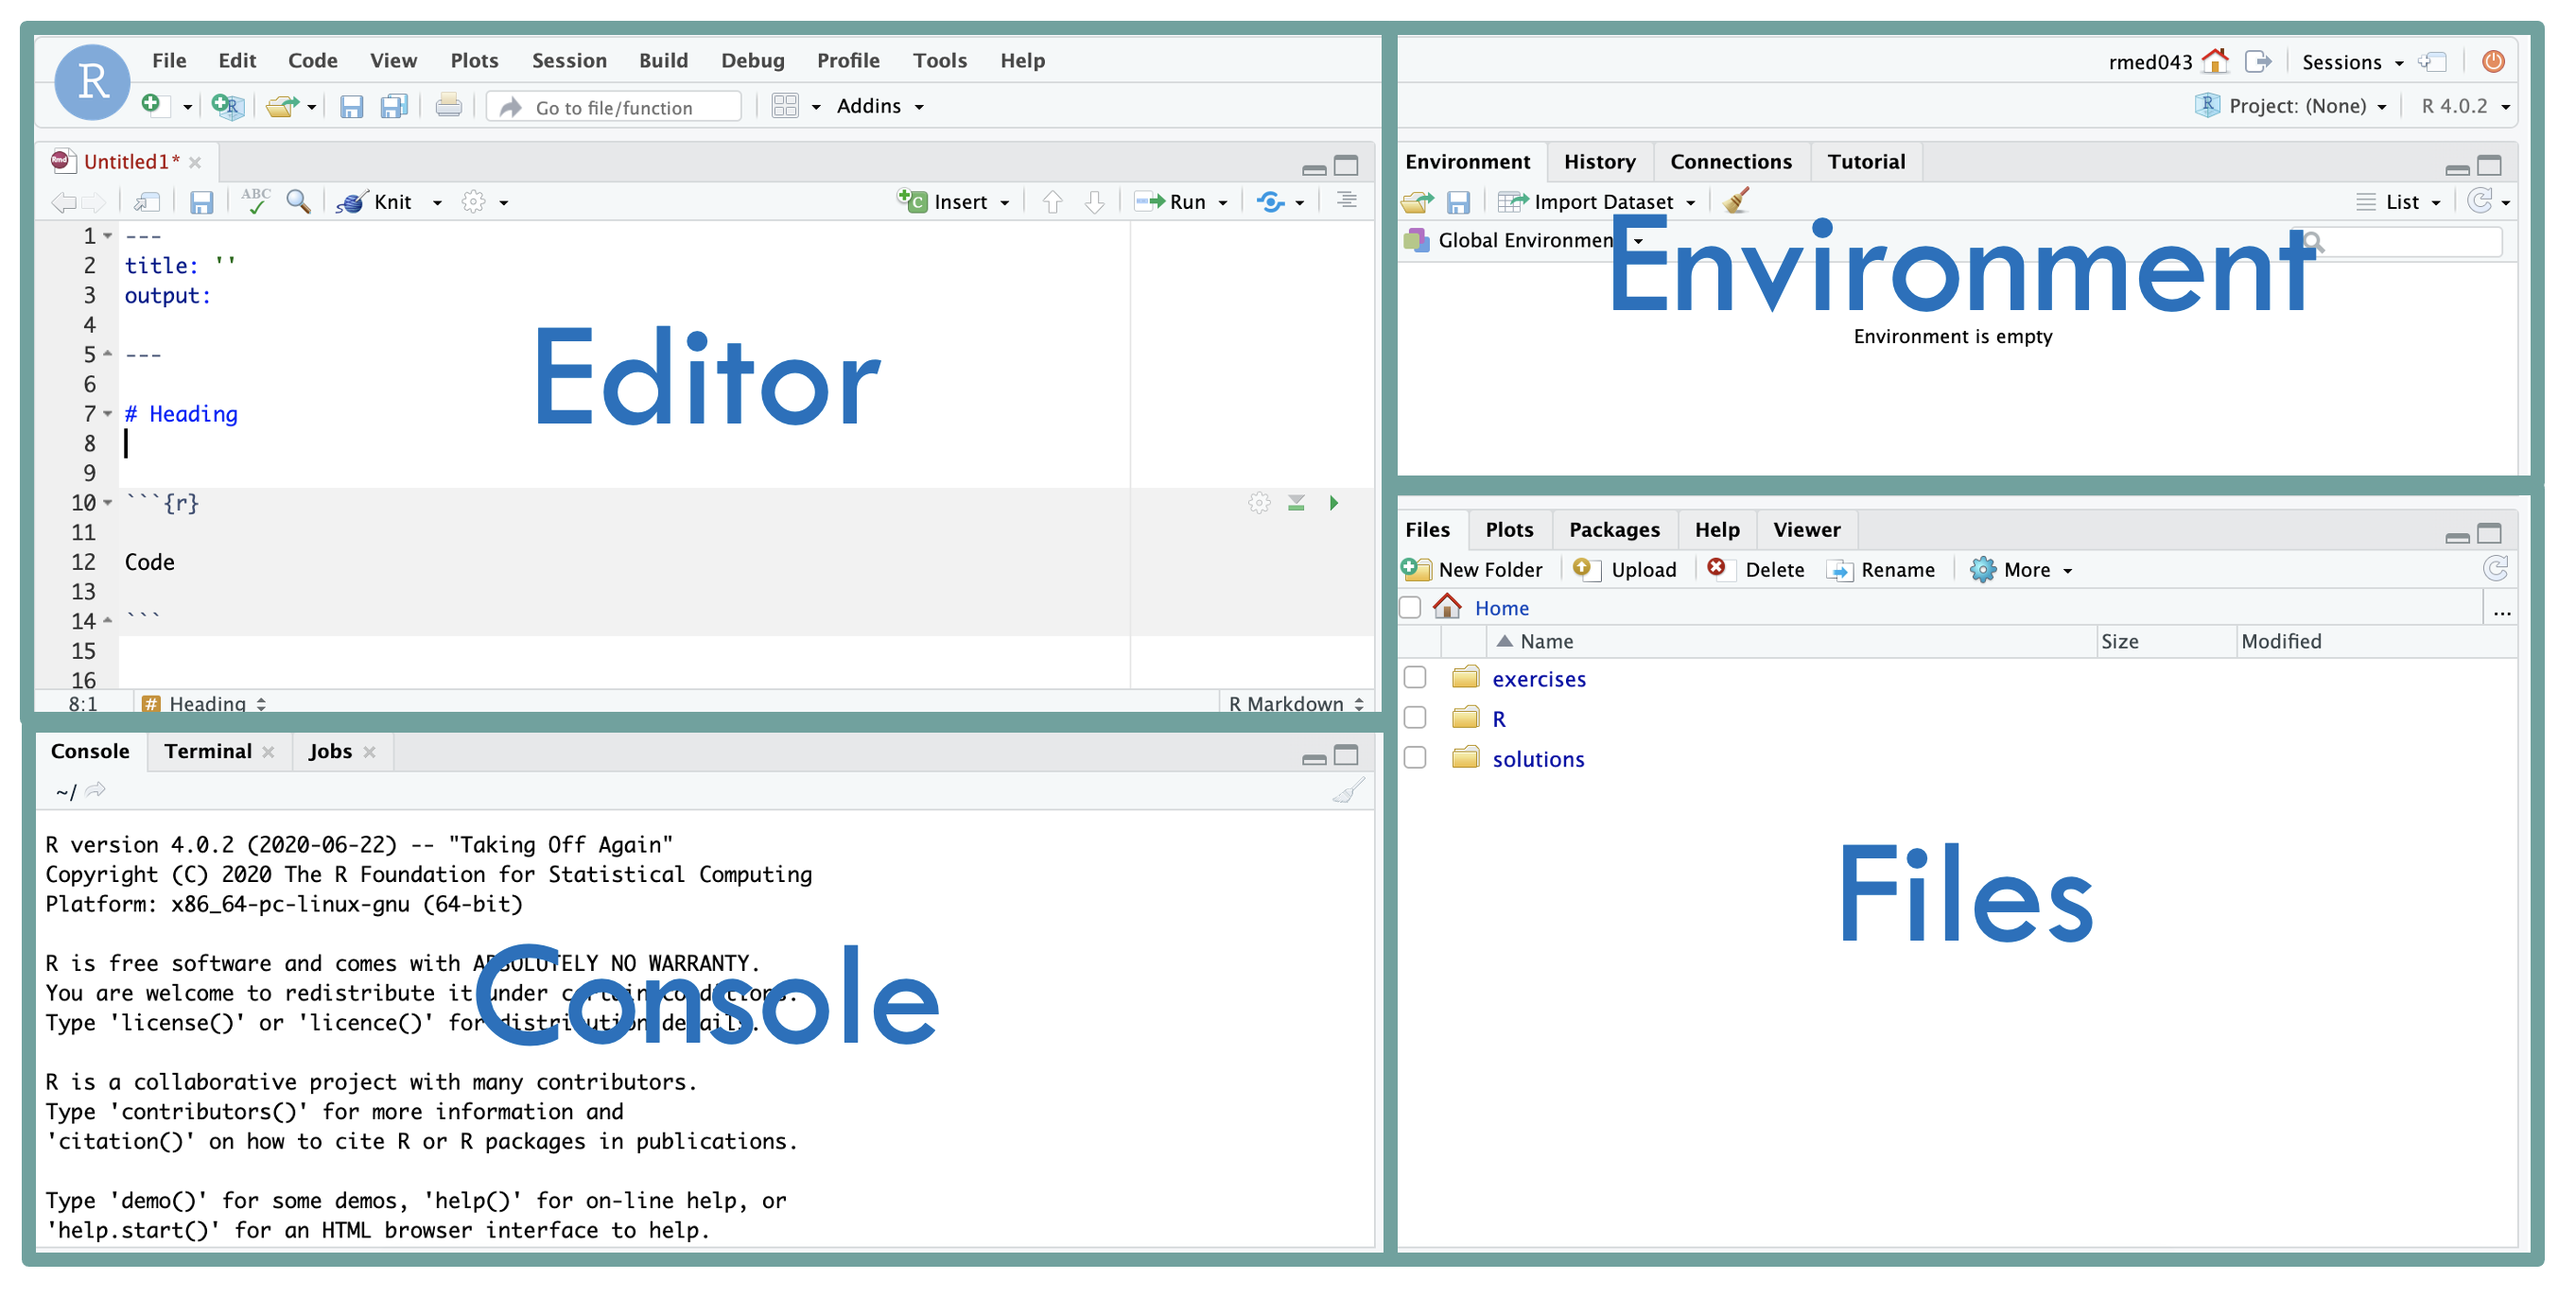 R File Edit Code View Plots Session Build Debug Profile Tools Help
rmed043 Sessions
Go to file/function Addins
Project: (None) R 4.0.2
Untitled1*
ABC Knit Insert Run
1 ---
2 title: ''
3 output:
4
5 ---
6
7 # Heading
8
9
10 ```{r}
11
12 Code
13
14 ```
15
16
8:1 # Heading R Markdown
Editor
Environment History Connections Tutorial
Import Dataset List
Global Environmen
Environment
Environment is empty
Console Terminal Jobs
~/
R version 4.0.2 (2020-06-22) -- "Taking Off Again"
Copyright (C) 2020 The R Foundation for Statistical Computing
Platform: x86_64-pc-linux-gnu (64-bit)
R is free software and comes with ABSOLUTELY NO WARRANTY.
You are welcome to redistribute it under certain conditions.
Type 'license()' or 'licence()' for distribution details.
R is a collaborative project with many contributors.
Type 'contributors()' for more information and
'citation()' on how to cite R or R packages in publications.
Type 'demo()' for some demos, 'help()' for on-line help, or
'help.start()' for an HTML browser interface to help.
Console
Files Plots Packages Help Viewer
New Folder Upload Delete Rename More
Home ...
Name Size Modified
exercises
R
solutions
Files